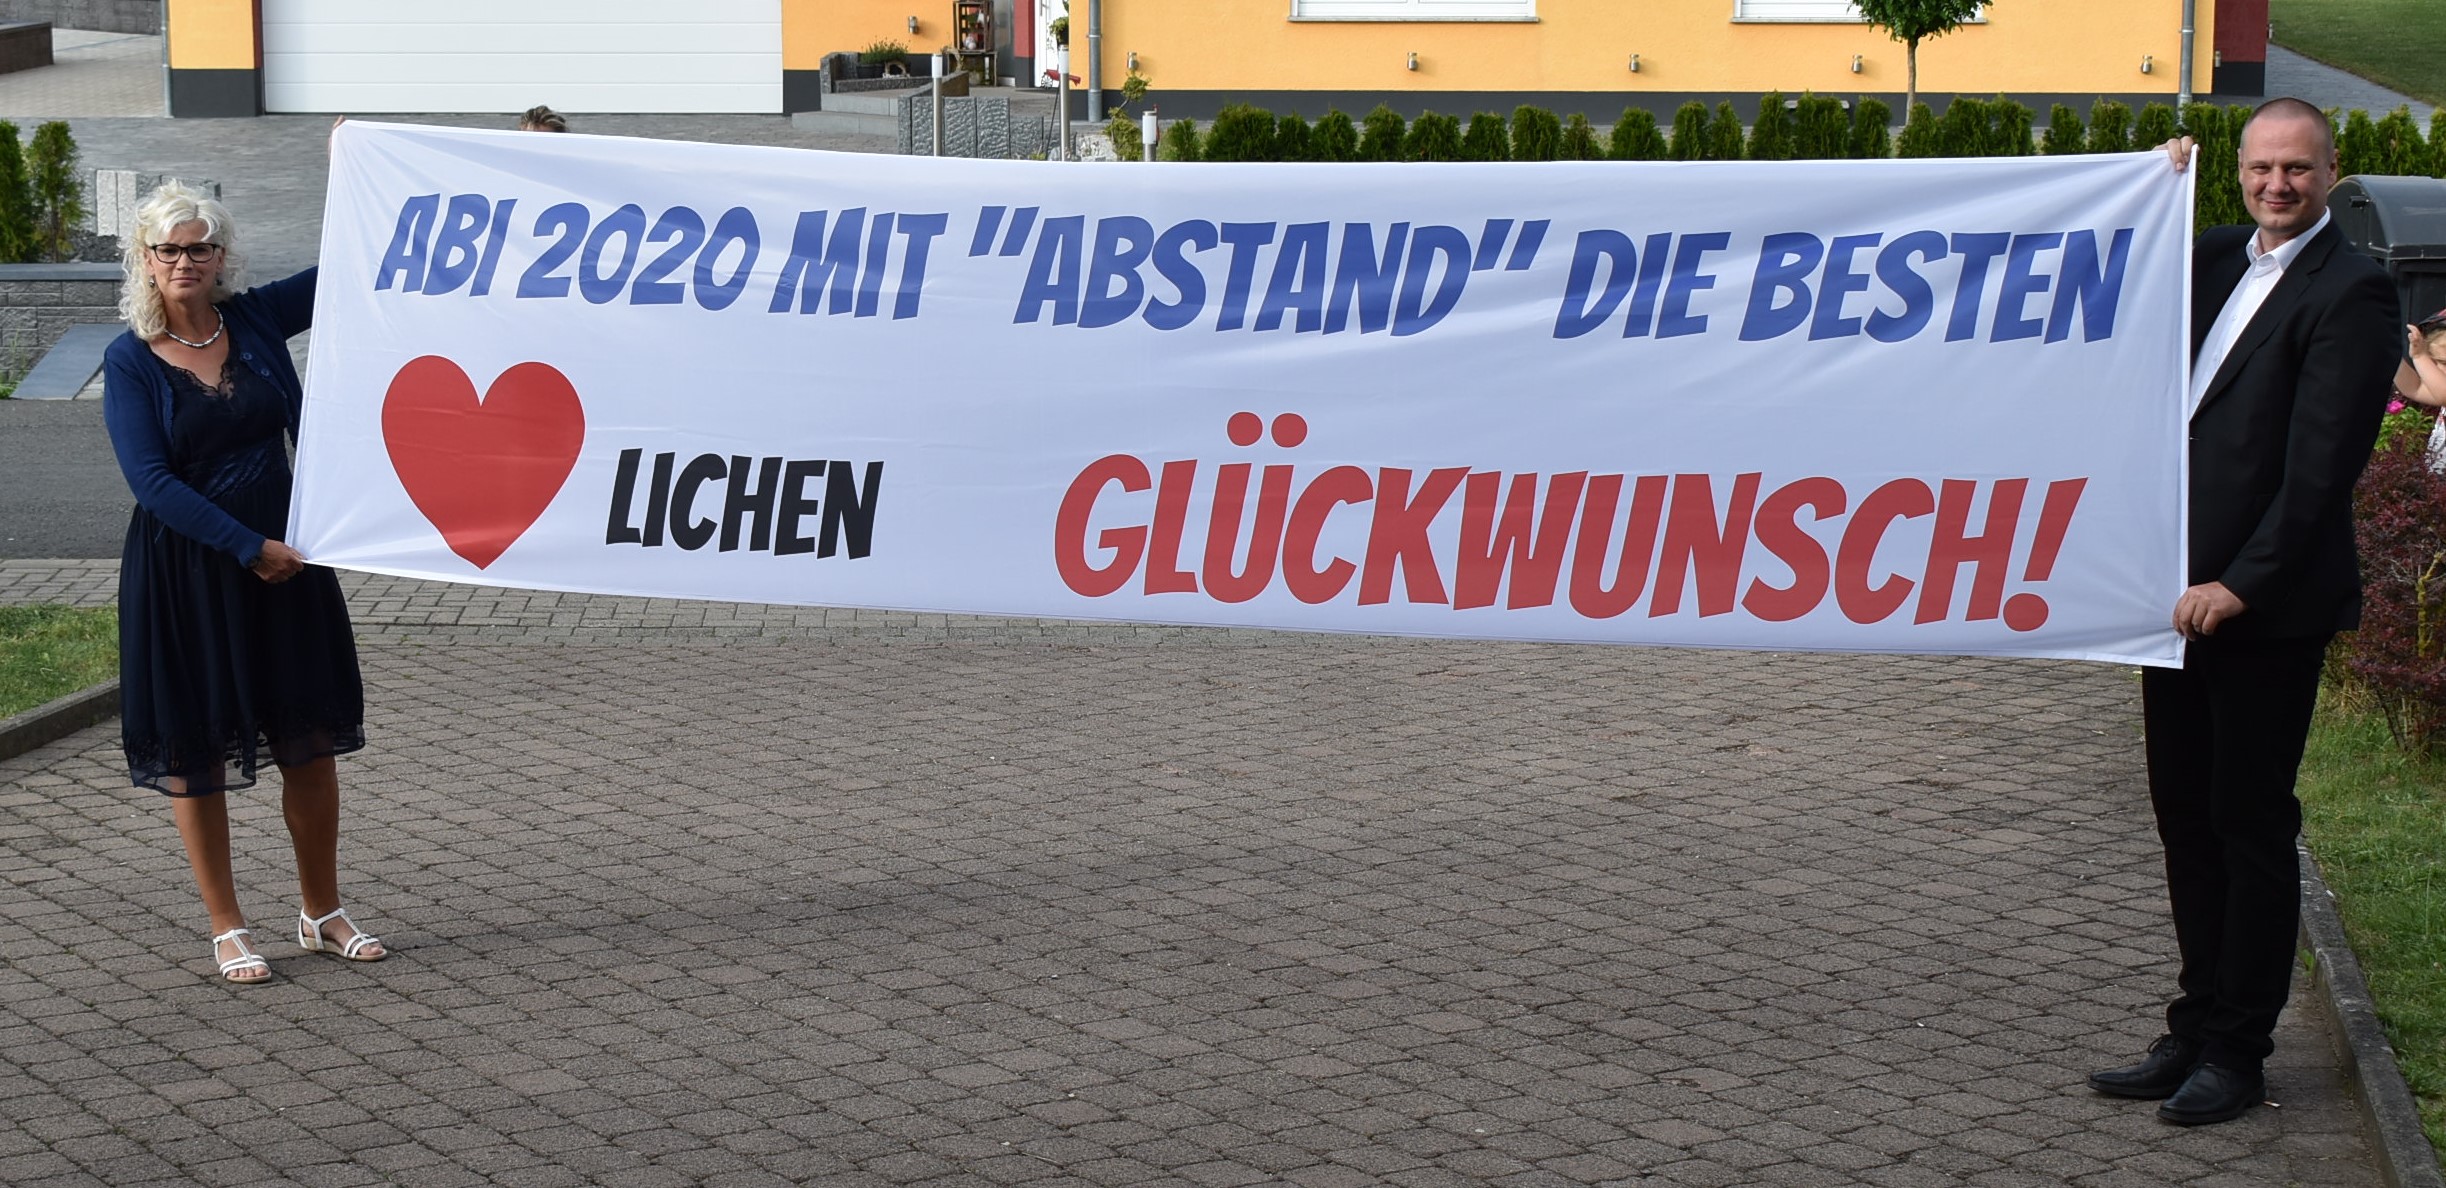 ABI 2020 MIT "ABSTAND" DIE BESTEN
LICHEN GLÜCKWUNSCH!